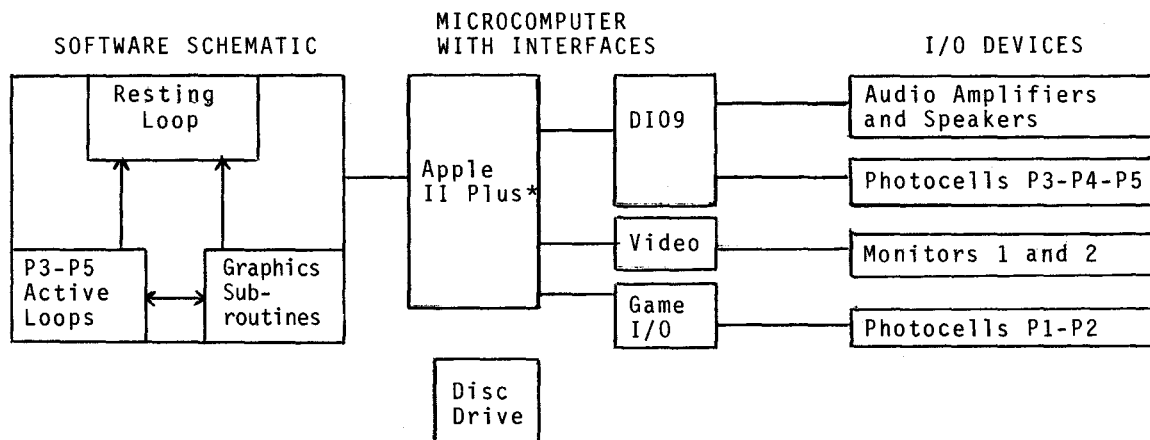 SOFTWARE SCHEMATIC
MICROCOMPUTER
WITH INTERFACES
I/O DEVICES
Resting
Loop
P3-P5
Active
Loops
Graphics
Sub-
routines
Apple
II Plus*
Disc
Drive
DIO9
Video
Game
I/O
Audio Amplifiers
and Speakers
Photocells P3-P4-P5
Monitors 1 and 2
Photocells P1-P2